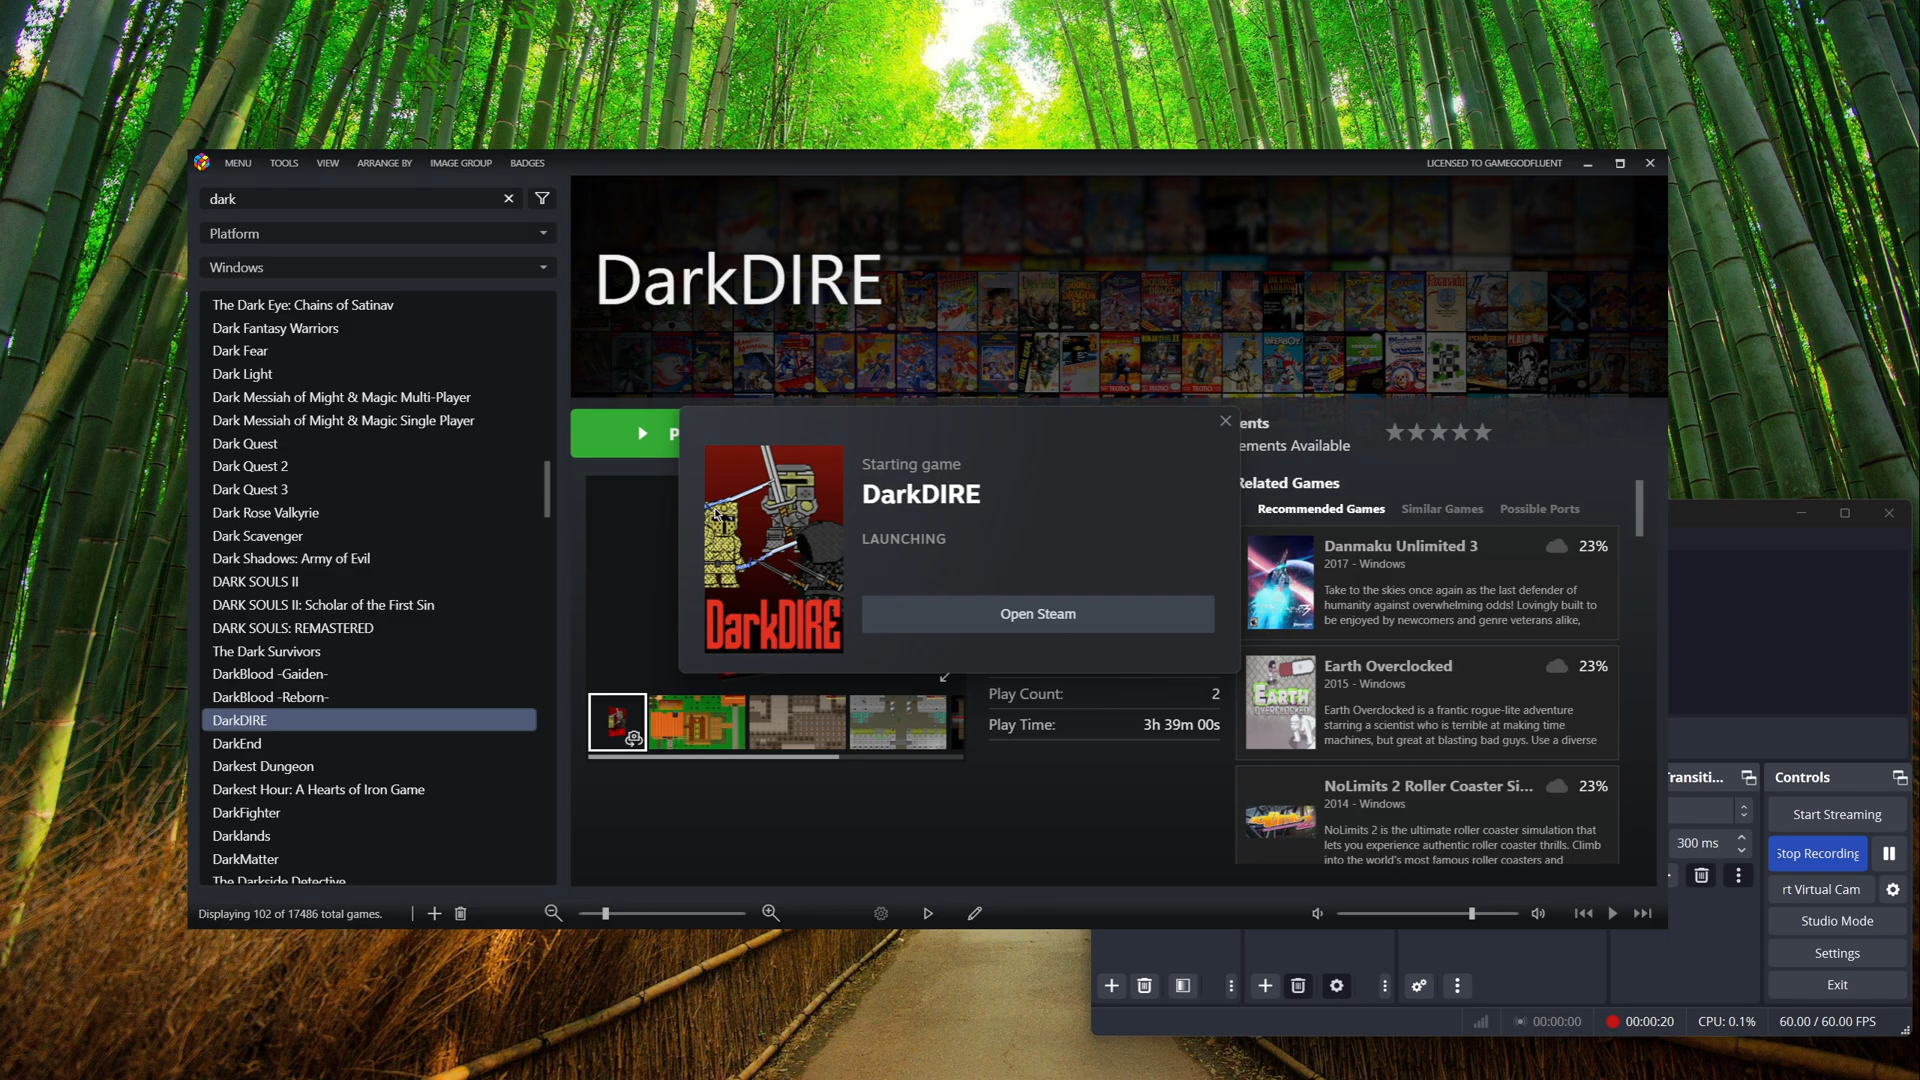 MENU TOOLS VIEW ARRANGE BY IMAGE GROUP BADGES
LICENSED TO GAMEGODFLUENT
dark
Platform
Windows
The Dark Eye: Chains of Satinav
Dark Fantasy Warriors
Dark Fear
Dark Light
Dark Messiah of Might & Magic Multi-Player
Dark Messiah of Might & Magic Single Player
Dark Quest
Dark Quest 2
Dark Quest 3
Dark Rose Valkyrie
Dark Scavenger
Dark Shadows: Army of Evil
DARK SOULS II
DARK SOULS II: Scholar of the First Sin
DARK SOULS: REMASTERED
The Dark Survivors
DarkBlood -Gaiden-
DarkBlood -Reborn-
DarkDIRE
DarkEnd
Darkest Dungeon
Darkest Hour: A Hearts of Iron Game
DarkFighter
Darklands
DarkMatter
The Darkside Detective
Displaying 102 of 17486 total games.
DarkDIRE
P
Starting game
DarkDIRE
LAUNCHING
Open Steam
DarkDIRE
Play Count: 2
Play Time: 3h 39m 00s
ents
ements Available
Related Games
Recommended Games Similar Games Possible Ports
Danmaku Unlimited 3 23%
2017 - Windows
Take to the skies once again as the last defender of
humanity against overwhelming odds! Lovingly built to
be enjoyed by newcomers and genre veterans alike,
EARTH
Earth Overclocked 23%
2015 - Windows
Earth Overclocked is a frantic rogue-lite adventure
starring a scientist who is terrible at making time
machines, but great at blasting bad guys. Use a diverse
NoLimits 2 Roller Coaster Si... 23%
2014 - Windows
NoLimits 2 is the ultimate roller coaster simulation that
lets you experience authentic roller coaster thrills. Climb
into the world's most famous roller coasters and
ransiti...
300 ms
Controls
Start Streaming
Stop Recording
rt Virtual Cam
Studio Mode
Settings
Exit
00:00:00 00:00:20 CPU: 0.1% 60.00 / 60.00 FPS